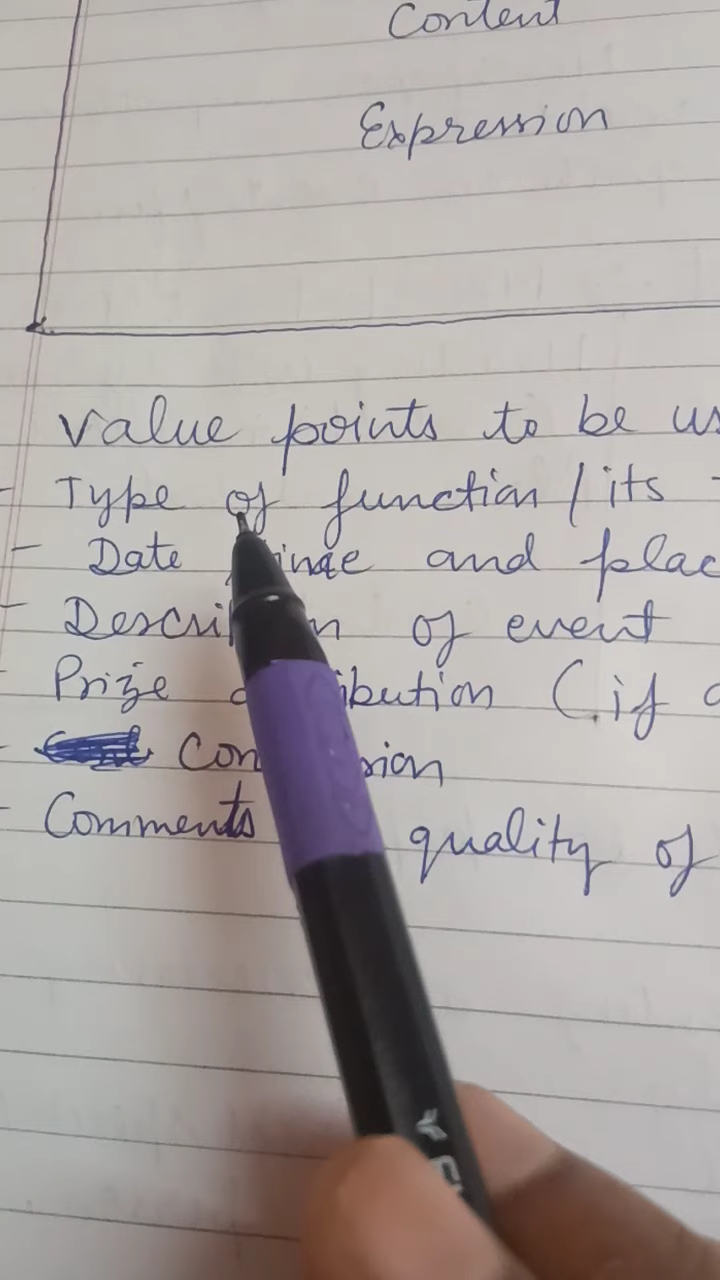 Content
Expression
Value points to be us
- Type of function / its
- Date and plac
- Descri n of event
- Prize ibution (if
- Con sion
- Comments quality of